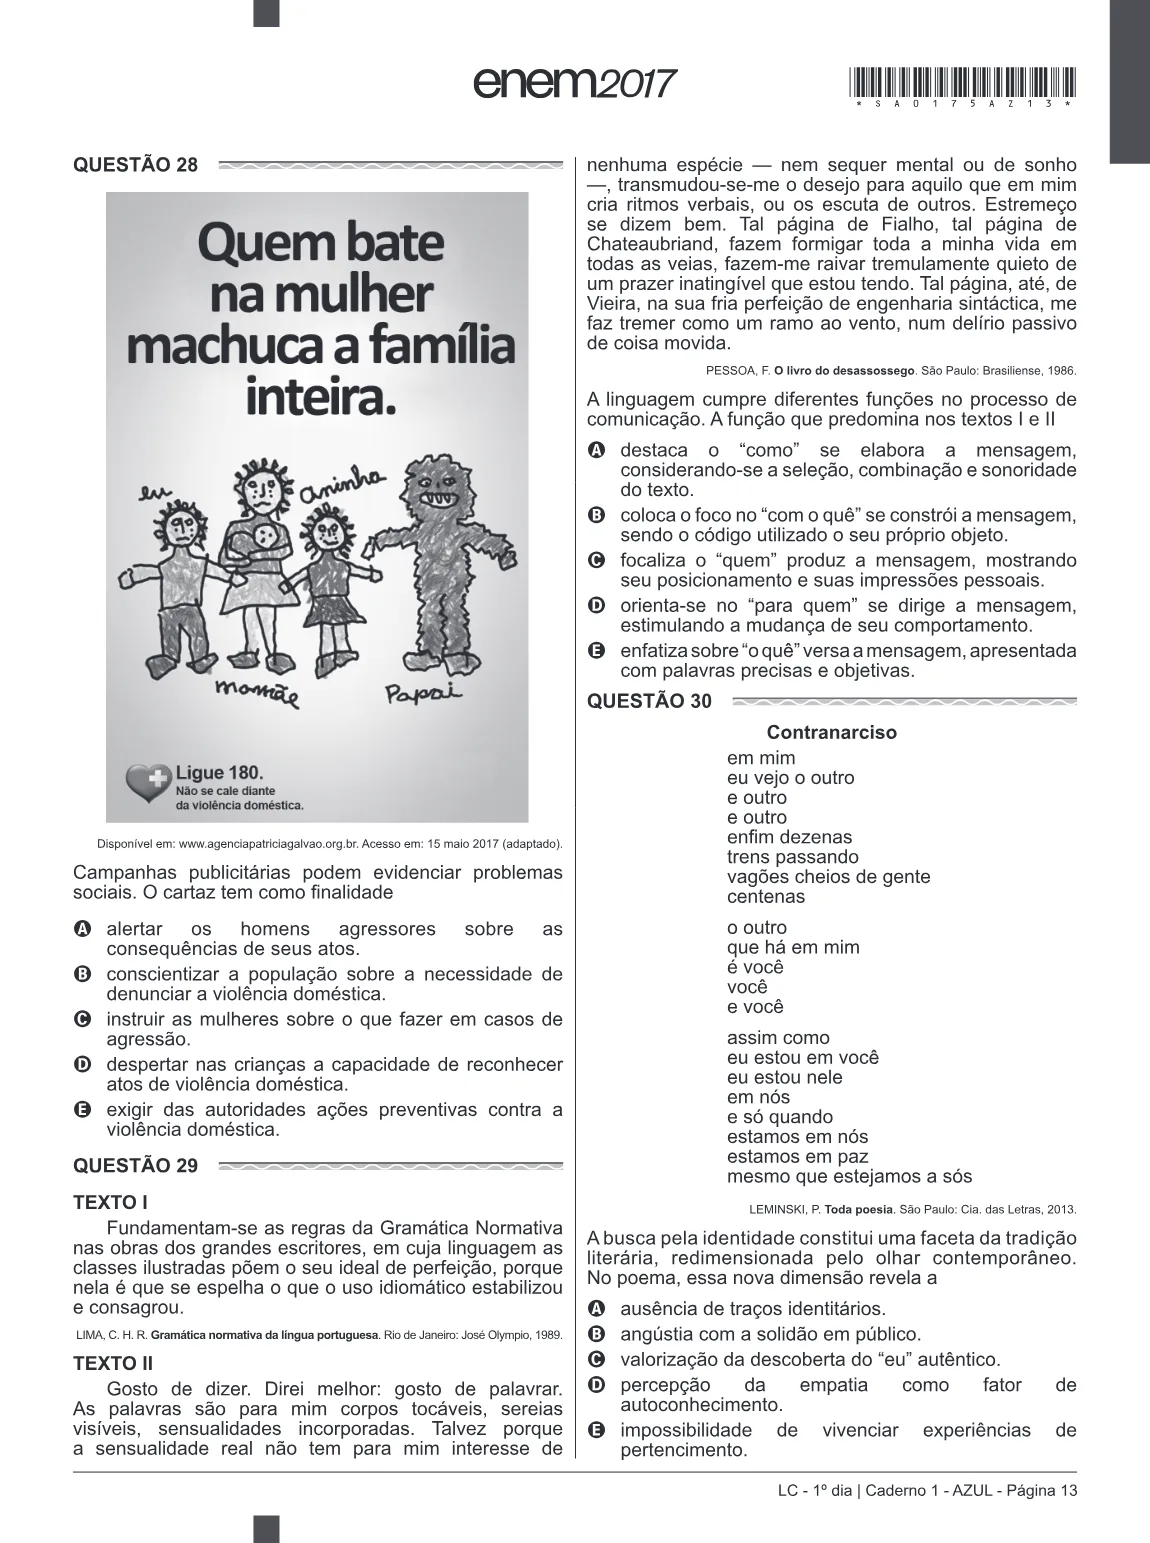 enem2017
*SA0175AZ13*
QUESTÃO 28
Quem bate
na mulher
machuca a família
inteira.
eu
aninha
mamãe
Papai
Ligue 180.
Não se cale diante
da violência doméstica.
Disponível em: www.agenciapatriciagalvao.org.br. Acesso em: 15 maio 2017 (adaptado).
Campanhas publicitárias podem evidenciar problemas
sociais. O cartaz tem como finalidade
A alertar os homens agressores sobre as
consequências de seus atos.
B conscientizar a população sobre a necessidade de
denunciar a violência doméstica.
C instruir as mulheres sobre o que fazer em casos de
agressão.
D despertar nas crianças a capacidade de reconhecer
atos de violência doméstica.
E exigir das autoridades ações preventivas contra a
violência doméstica.
QUESTÃO 29
TEXTO I
Fundamentam-se as regras da Gramática Normativa
nas obras dos grandes escritores, em cuja linguagem as
classes ilustradas põem o seu ideal de perfeição, porque
nela é que se espelha o que o uso idiomático estabilizou
e consagrou.
LIMA, C. H. R. Gramática normativa da língua portuguesa. Rio de Janeiro: José Olympio, 1989.
TEXTO II
Gosto de dizer. Direi melhor: gosto de palavrar.
As palavras são para mim corpos tocáveis, sereias
visíveis, sensualidades incorporadas. Talvez porque
a sensualidade real não tem para mim interesse de
nenhuma espécie — nem sequer mental ou de sonho
—, transmudou-se-me o desejo para aquilo que em mim
cria ritmos verbais, ou os escuta de outros. Estremeço
se dizem bem. Tal página de Fialho, tal página de
Chateaubriand, fazem formigar toda a minha vida em
todas as veias, fazem-me raivar tremulamente quieto de
um prazer inatingível que estou tendo. Tal página, até, de
Vieira, na sua fria perfeição de engenharia sintáctica, me
faz tremer como um ramo ao vento, num delírio passivo
de coisa movida.
PESSOA, F. O livro do desassossego. São Paulo: Brasiliense, 1986.
A linguagem cumpre diferentes funções no processo de
comunicação. A função que predomina nos textos I e II
A destaca o “como” se elabora a mensagem,
considerando-se a seleção, combinação e sonoridade
do texto.
B coloca o foco no “com o quê” se constrói a mensagem,
sendo o código utilizado o seu próprio objeto.
C focaliza o “quem” produz a mensagem, mostrando
seu posicionamento e suas impressões pessoais.
D orienta-se no “para quem” se dirige a mensagem,
estimulando a mudança de seu comportamento.
E enfatiza sobre “o quê” versa a mensagem, apresentada
com palavras precisas e objetivas.
QUESTÃO 30
Contranarciso
em mim
eu vejo o outro
e outro
e outro
enfim dezenas
trens passando
vagões cheios de gente
centenas
o outro
que há em mim
é você
você
e você
assim como
eu estou em você
eu estou nele
em nós
e só quando
estamos em nós
estamos em paz
mesmo que estejamos a sós
LEMINSKI, P. Toda poesia. São Paulo: Cia. das Letras, 2013.
A busca pela identidade constitui uma faceta da tradição
literária, redimensionada pelo olhar contemporâneo.
No poema, essa nova dimensão revela a
A ausência de traços identitários.
B angústia com a solidão em público.
C valorização da descoberta do “eu” autêntico.
D percepção da empatia como fator de
autoconhecimento.
E impossibilidade de vivenciar experiências de
pertencimento.
LC - 1º dia | Caderno 1 - AZUL - Página 13